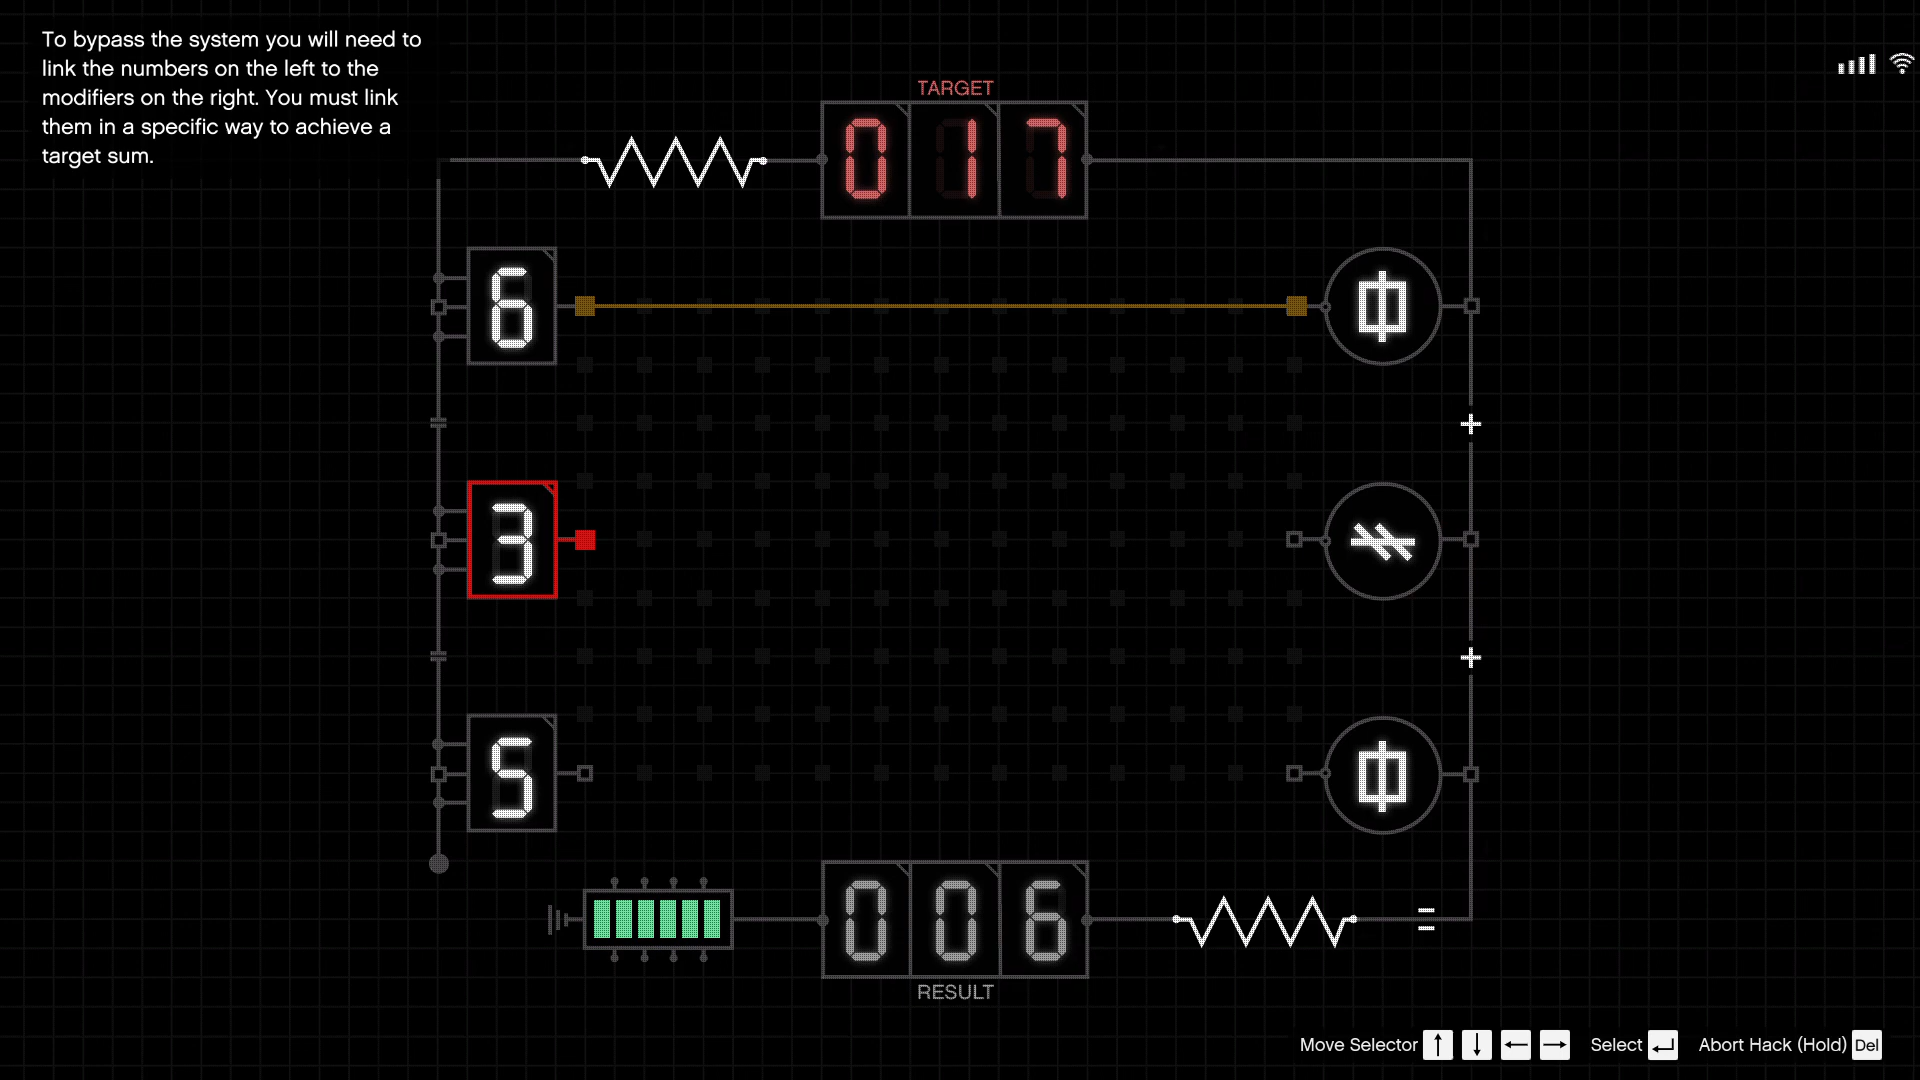 To bypass the system you will need to
link the numbers on the left to the
modifiers on the right. You must link
them in a specific way to achieve a
target sum.
TARGET
017
6
3
+
+
5
006
=
RESULT
Move Selector ↑ ↓ ← → Select ↵ Abort Hack (Hold) Del